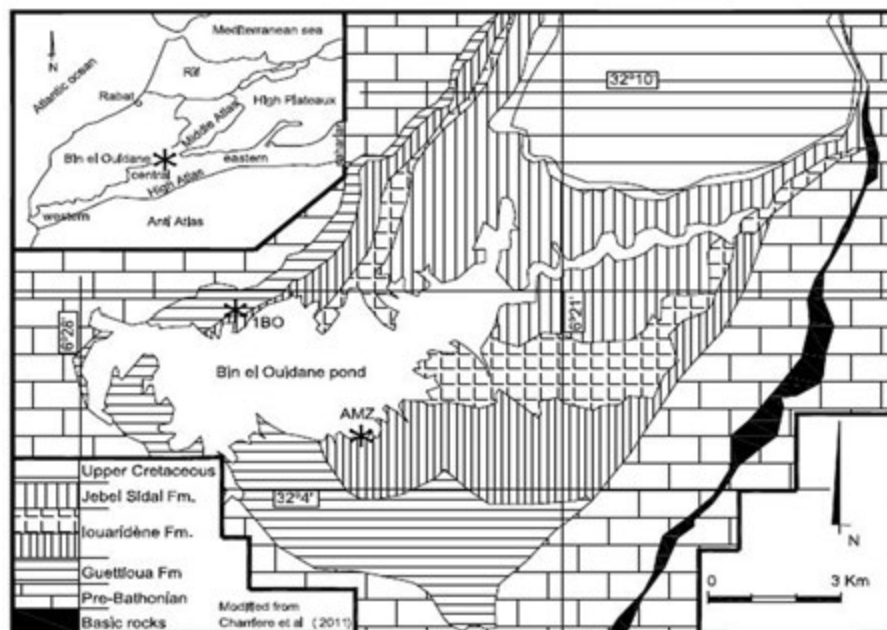 Mediterranean sea
N
Rif
Atlantic ocean
Rabat
High Plateaux
Middle Atlas
Bin el Ouidane
eastern
central
High Atlas
western
Anti Atlas
32°10'
6°28'
1BO
6°21'
Bin el Ouidane pond
AMZ
32°4'
Upper Cretaceous
Jebel Sidal Fm.
Iouaridène Fm.
Guettioua Fm
Pre-Bathonian
Basic rocks
Modified from
Charriere et al (2011)
N
0 3 Km